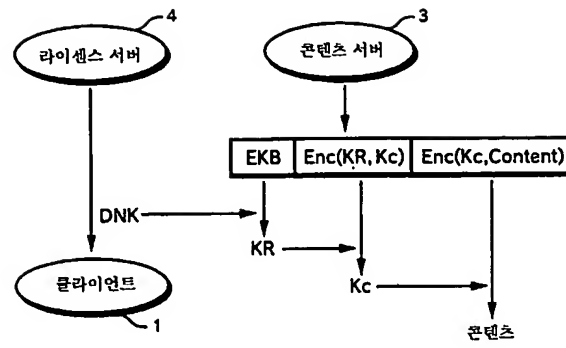 4
라이센스 서버
3
콘텐츠 서버
EKB Enc(KR, Kc) Enc(Kc,Content)
DNK
KR
Kc
클라이언트
1
콘텐츠